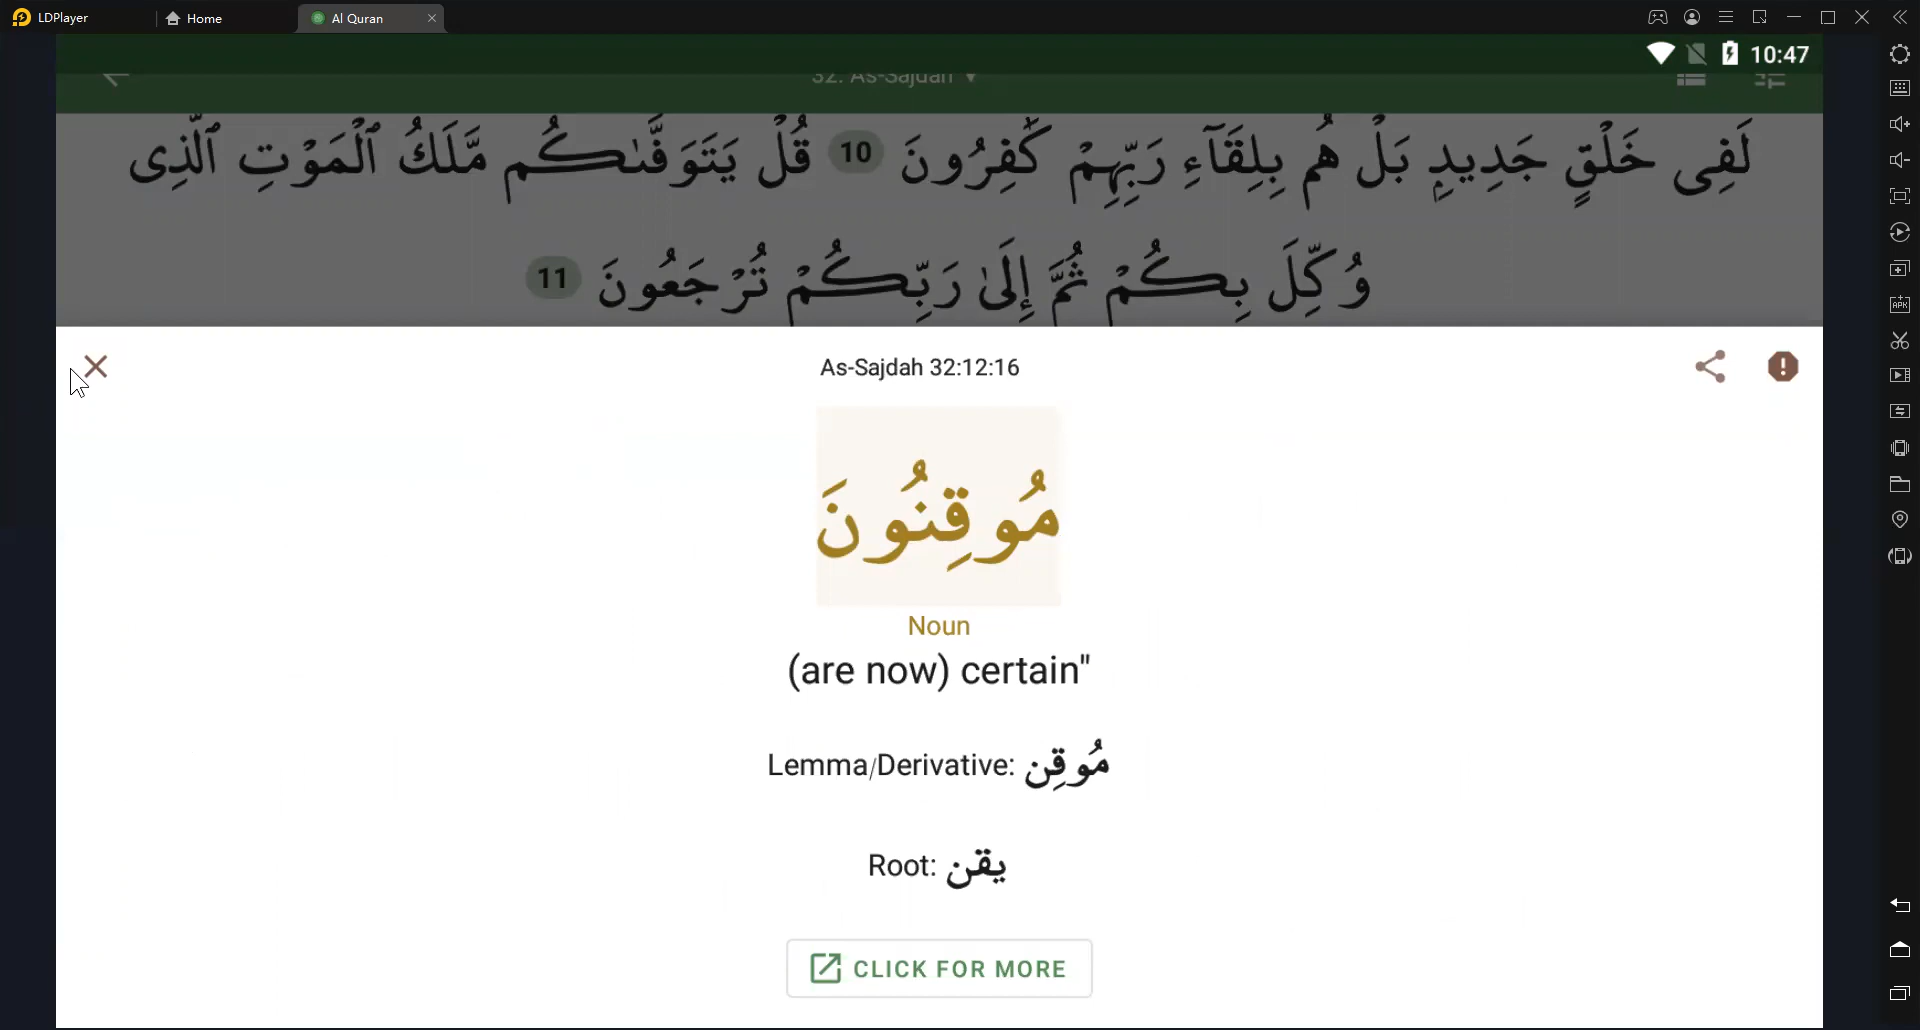 LDPlayer
Home
Al Quran
10:47
32. As-Sajdah
لَفِى خَلْقٍ جَدِيدٍۭ بَلْ هُم بِلِقَآءِ رَبِّهِمْ كَٰفِرُونَ 10 قُلْ يَتَوَفَّىٰكُم مَّلَكُ ٱلْمَوْتِ ٱلَّذِى
وُكِّلَ بِكُمْ ثُمَّ إِلَىٰ رَبِّكُمْ تُرْجَعُونَ 11
As-Sajdah 32:12:16
مُوقِنُونَ
Noun
(are now) certain"
Lemma/Derivative: مُوقِن
Root: يقن
CLICK FOR MORE